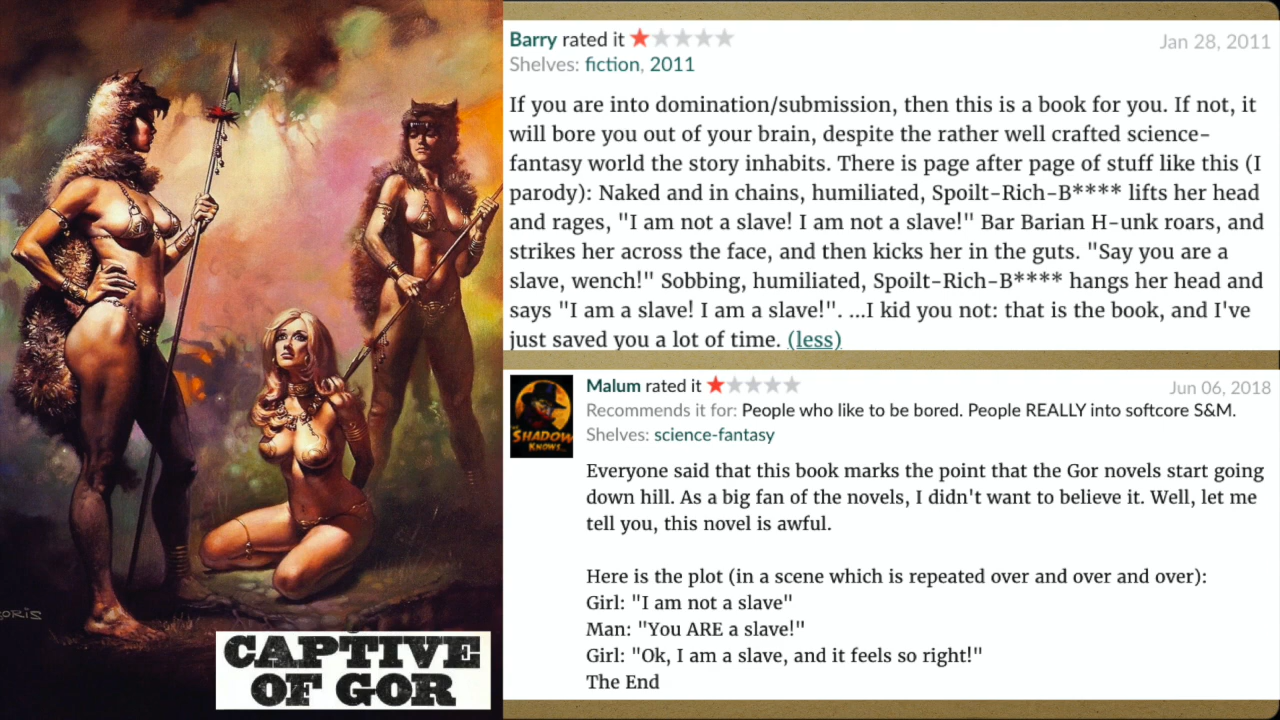 Barry rated it
Jan 28, 2011
Shelves: fiction, 2011
If you are into domination/submission, then this is a book for you. If not, it
will bore you out of your brain, despite the rather well crafted science-
fantasy world the story inhabits. There is page after page of stuff like this (I
parody): Naked and in chains, humiliated, Spoilt-Rich-B**** lifts her head
and rages, "I am not a slave! I am not a slave!" Bar Barian H-unk roars, and
strikes her across the face, and then kicks her in the guts. "Say you are a
slave, wench!" Sobbing, humiliated, Spoilt-Rich-B**** hangs her head and
says "I am a slave! I am a slave!". ...I kid you not: that is the book, and I've
just saved you a lot of time. (less)
Malum rated it
Jun 06, 2018
Recommends it for: People who like to be bored. People REALLY into softcore S&M.
Shelves: science-fantasy
SHADOW
KNOWS...
Everyone said that this book marks the point that the Gor novels start going
down hill. As a big fan of the novels, I didn't want to believe it. Well, let me
tell you, this novel is awful.
Here is the plot (in a scene which is repeated over and over and over):
Girl: "I am not a slave"
Man: "You ARE a slave!"
Girl: "Ok, I am a slave, and it feels so right!"
The End
CAPTIVE
OF GOR